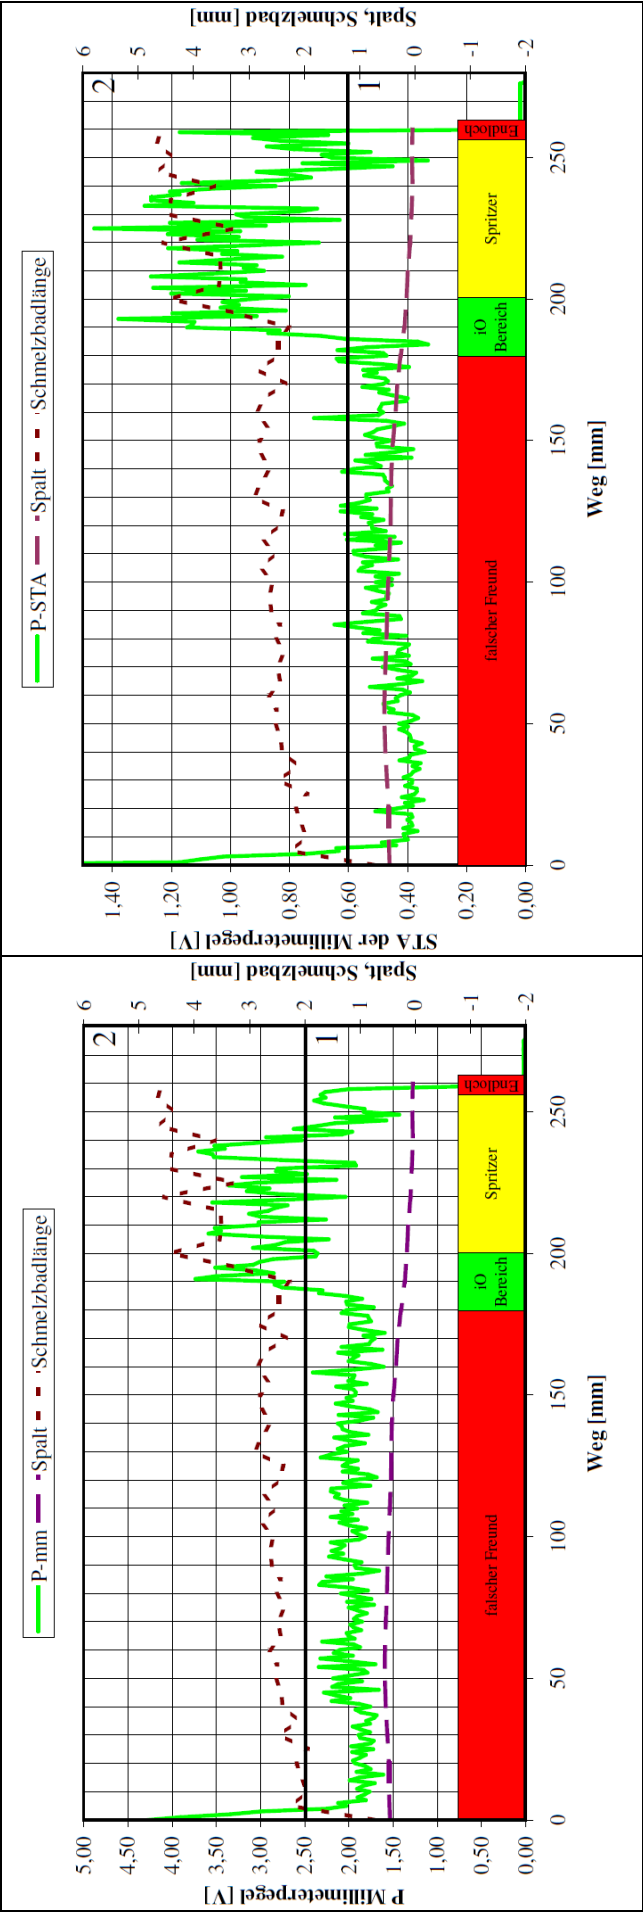 P-mm Spalt Schmelzbadlänge
5,00
4,50
4,00
3,50
3,00
2,50
2,00
1,50
1,00
0,50
0,00
P Millimeterpegel [V]
6
5
4
3
2
1
0
-1
-2
Spalt, Schmelzbad [mm]
2
1
falscher Freund
iO
Bereich
Spritzer
Endloch
0 50 100 150 200 250
Weg [mm]
P-STA Spalt Schmelzbadlänge
1,40
1,20
1,00
0,80
0,60
0,40
0,20
0,00
STA der Millimeterpegel [V]
6
5
4
3
2
1
0
-1
-2
Spalt, Schmelzbad [mm]
2
1
falscher Freund
iO
Bereich
Spritzer
Endloch
0 50 100 150 200 250
Weg [mm]